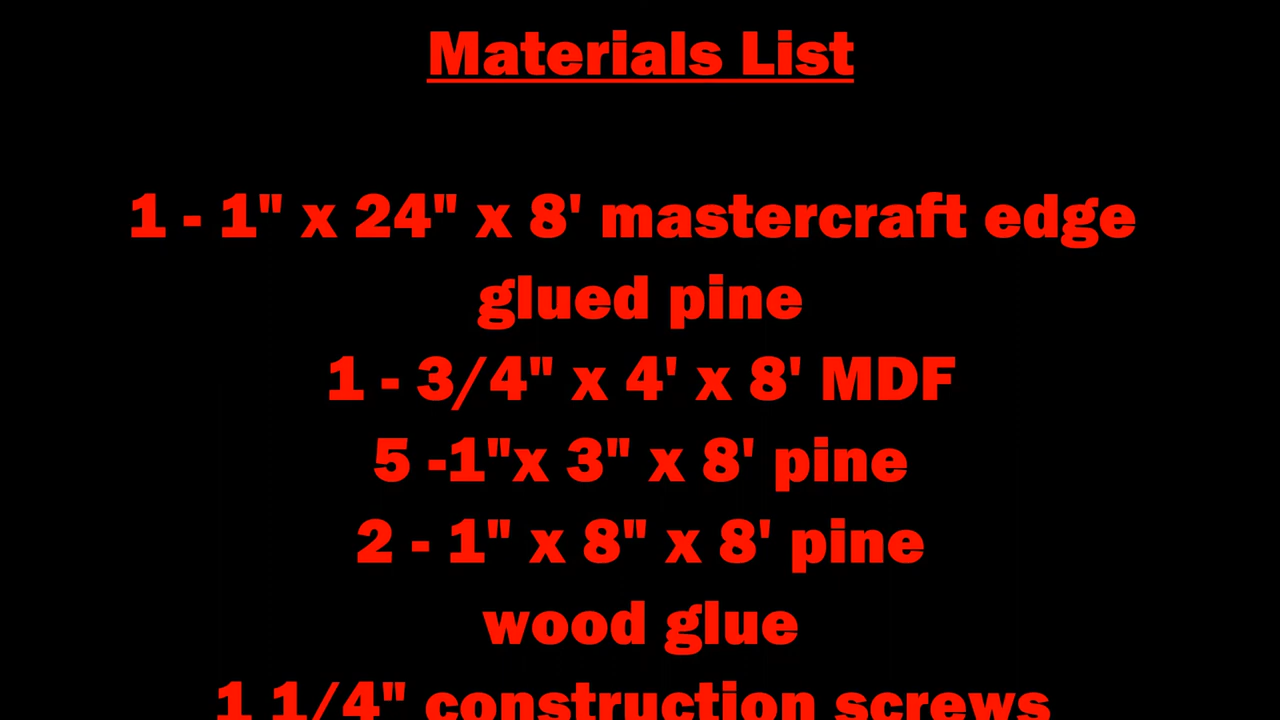 Materials List
1 - 1" x 24" x 8' mastercraft edge
glued pine
1 - 3/4" x 4' x 8' MDF
5 -1"x 3" x 8' pine
2 - 1" x 8" x 8' pine
wood glue
1 1/4" construction screws